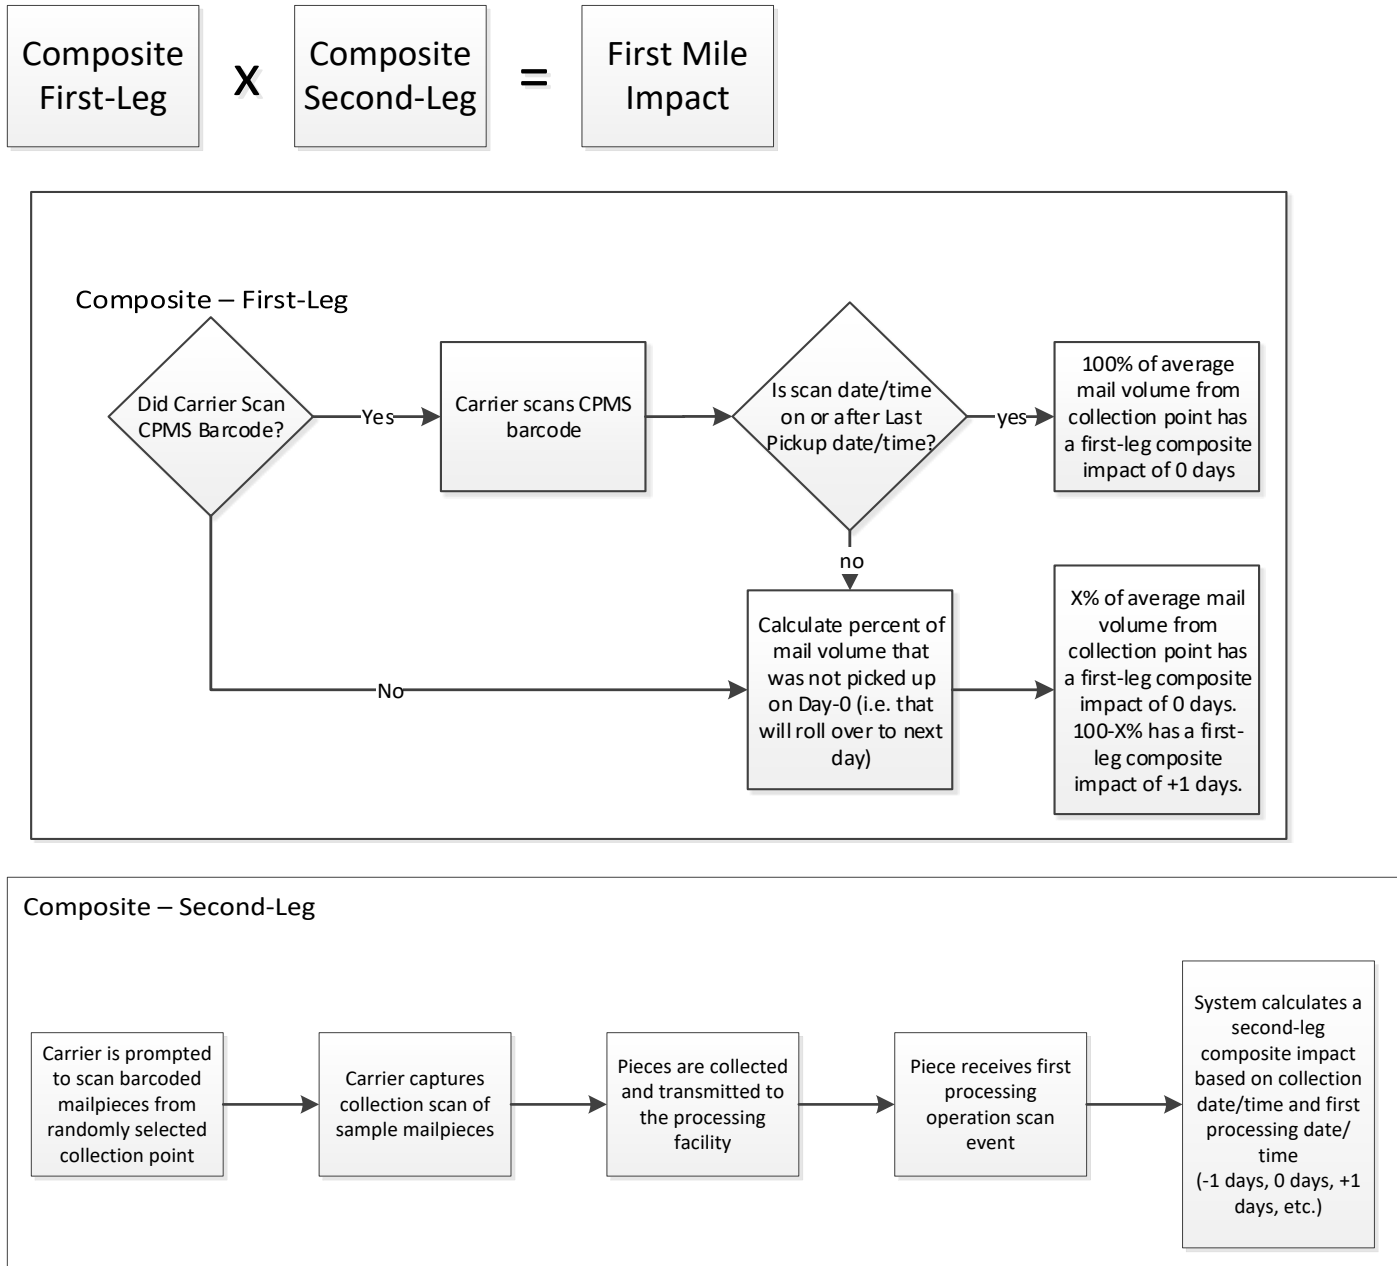 Composite
First-Leg
x
Composite
Second-Leg
=
First Mile
Impact
Composite – First-Leg
Did Carrier Scan
CPMS Barcode?
Yes
Carrier scans CPMS
barcode
Is scan date/time
on or after Last
Pickup date/time?
yes
100% of average
mail volume from
collection point has
a first-leg composite
impact of 0 days
no
No
Calculate percent of
mail volume that
was not picked up
on Day-0 (i.e. that
will roll over to next
day)
X% of average mail
volume from
collection point has
a first-leg composite
impact of 0 days.
100-X% has a first-
leg composite
impact of +1 days.
Composite – Second-Leg
Carrier is prompted
to scan barcoded
mailpieces from
randomly selected
collection point
Carrier captures
collection scan of
sample mailpieces
Pieces are collected
and transmitted to
the processing
facility
Piece receives first
processing
operation scan
event
System calculates a
second-leg
composite impact
based on collection
date/time and first
processing date/
time
(-1 days, 0 days, +1
days, etc.)